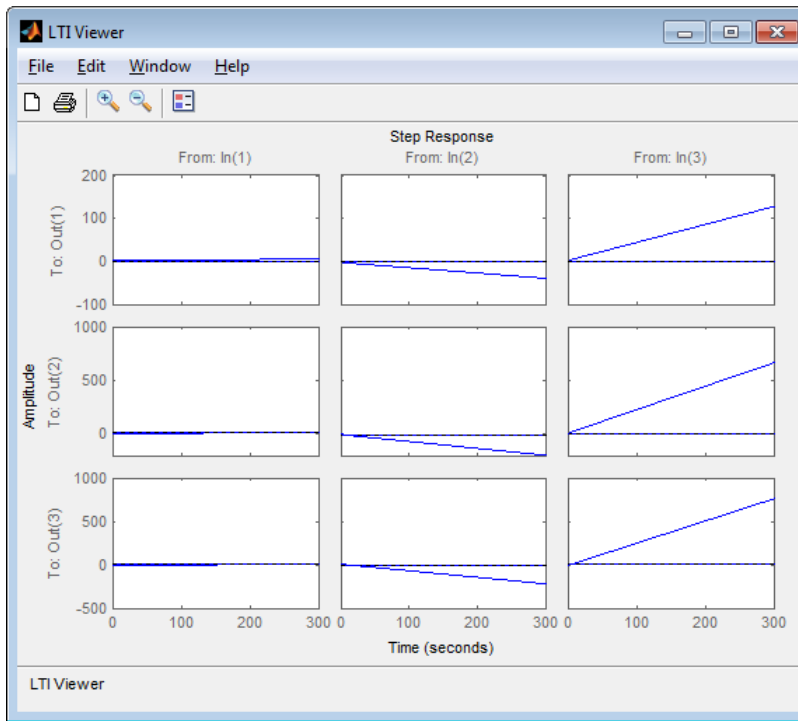 LTI Viewer
File Edit Window Help
Step Response
From: In(1) From: In(2) From: In(3)
To: Out(1)
200
100
0
-100
To: Out(2)
1000
500
0
Amplitude
To: Out(3)
1000
500
0
-500
0 100 200 300 0 100 200 300 0 100 200 300
Time (seconds)
LTI Viewer